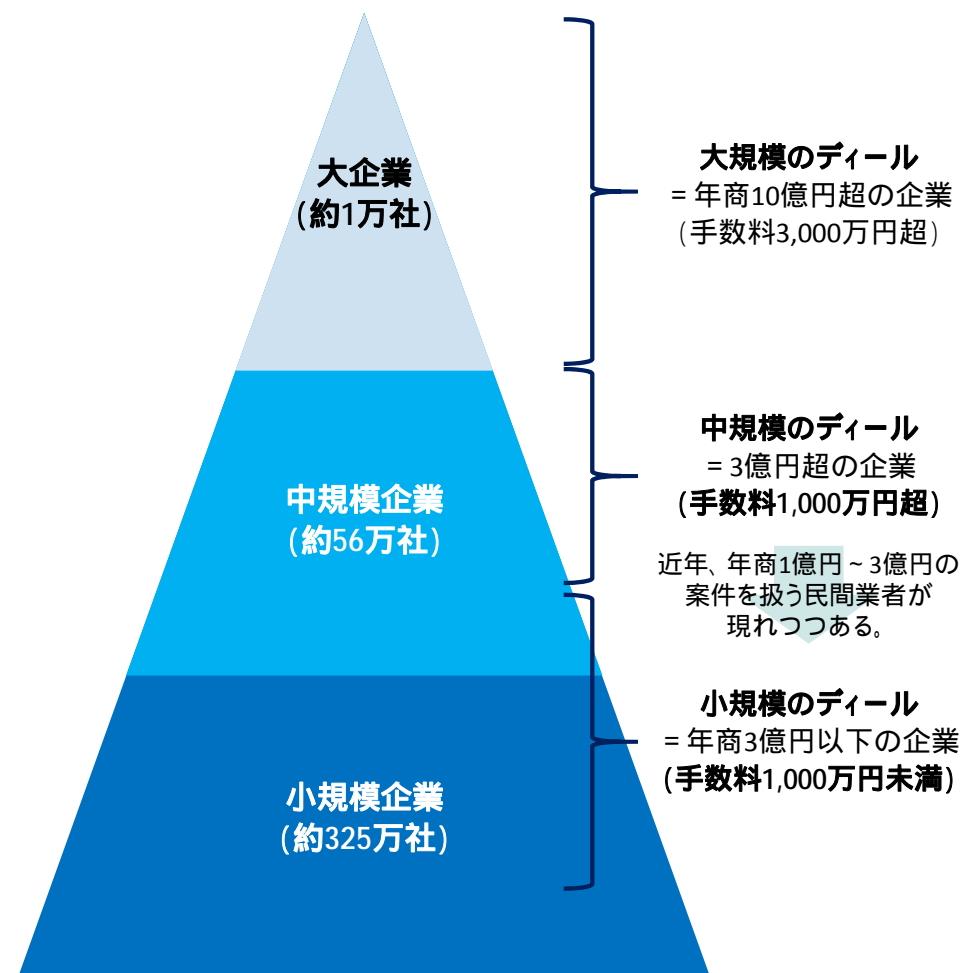 大企業
(約1万社)
大規模のディール
= 年商10億円超の企業
(手数料3,000万円超)
中規模企業
(約56万社)
中規模のディール
= 3億円超の企業
(手数料1,000万円超)
近年、年商1億円~3億円の
案件を扱う民間業者が
現れつつある。
小規模企業
(約325万社)
小規模のディール
= 年商3億円以下の企業
(手数料1,000万円未満)